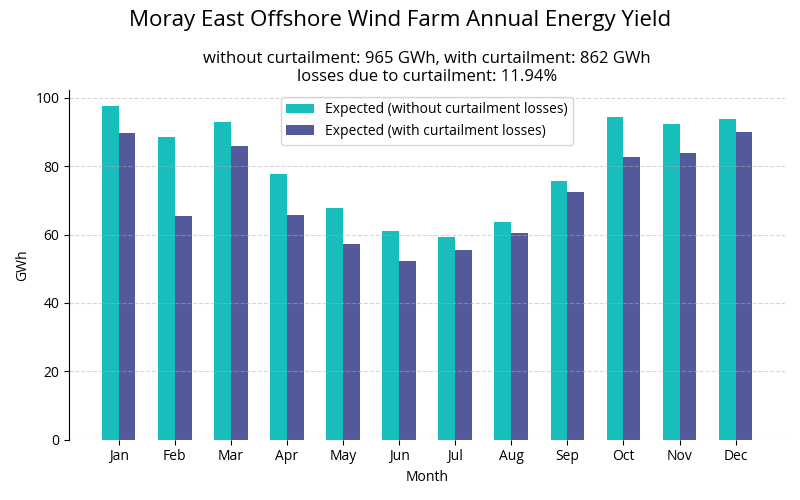 Moray East Offshore Wind Farm Annual Energy Yield
without curtailment: 965 GWh, with curtailment: 862 GWh
losses due to curtailment: 11.94%
Expected (without curtailment losses)
Expected (with curtailment losses)
100
80
60
40
20
0
GWh
Jan Feb Mar Apr May Jun Jul Aug Sep Oct Nov Dec
Month